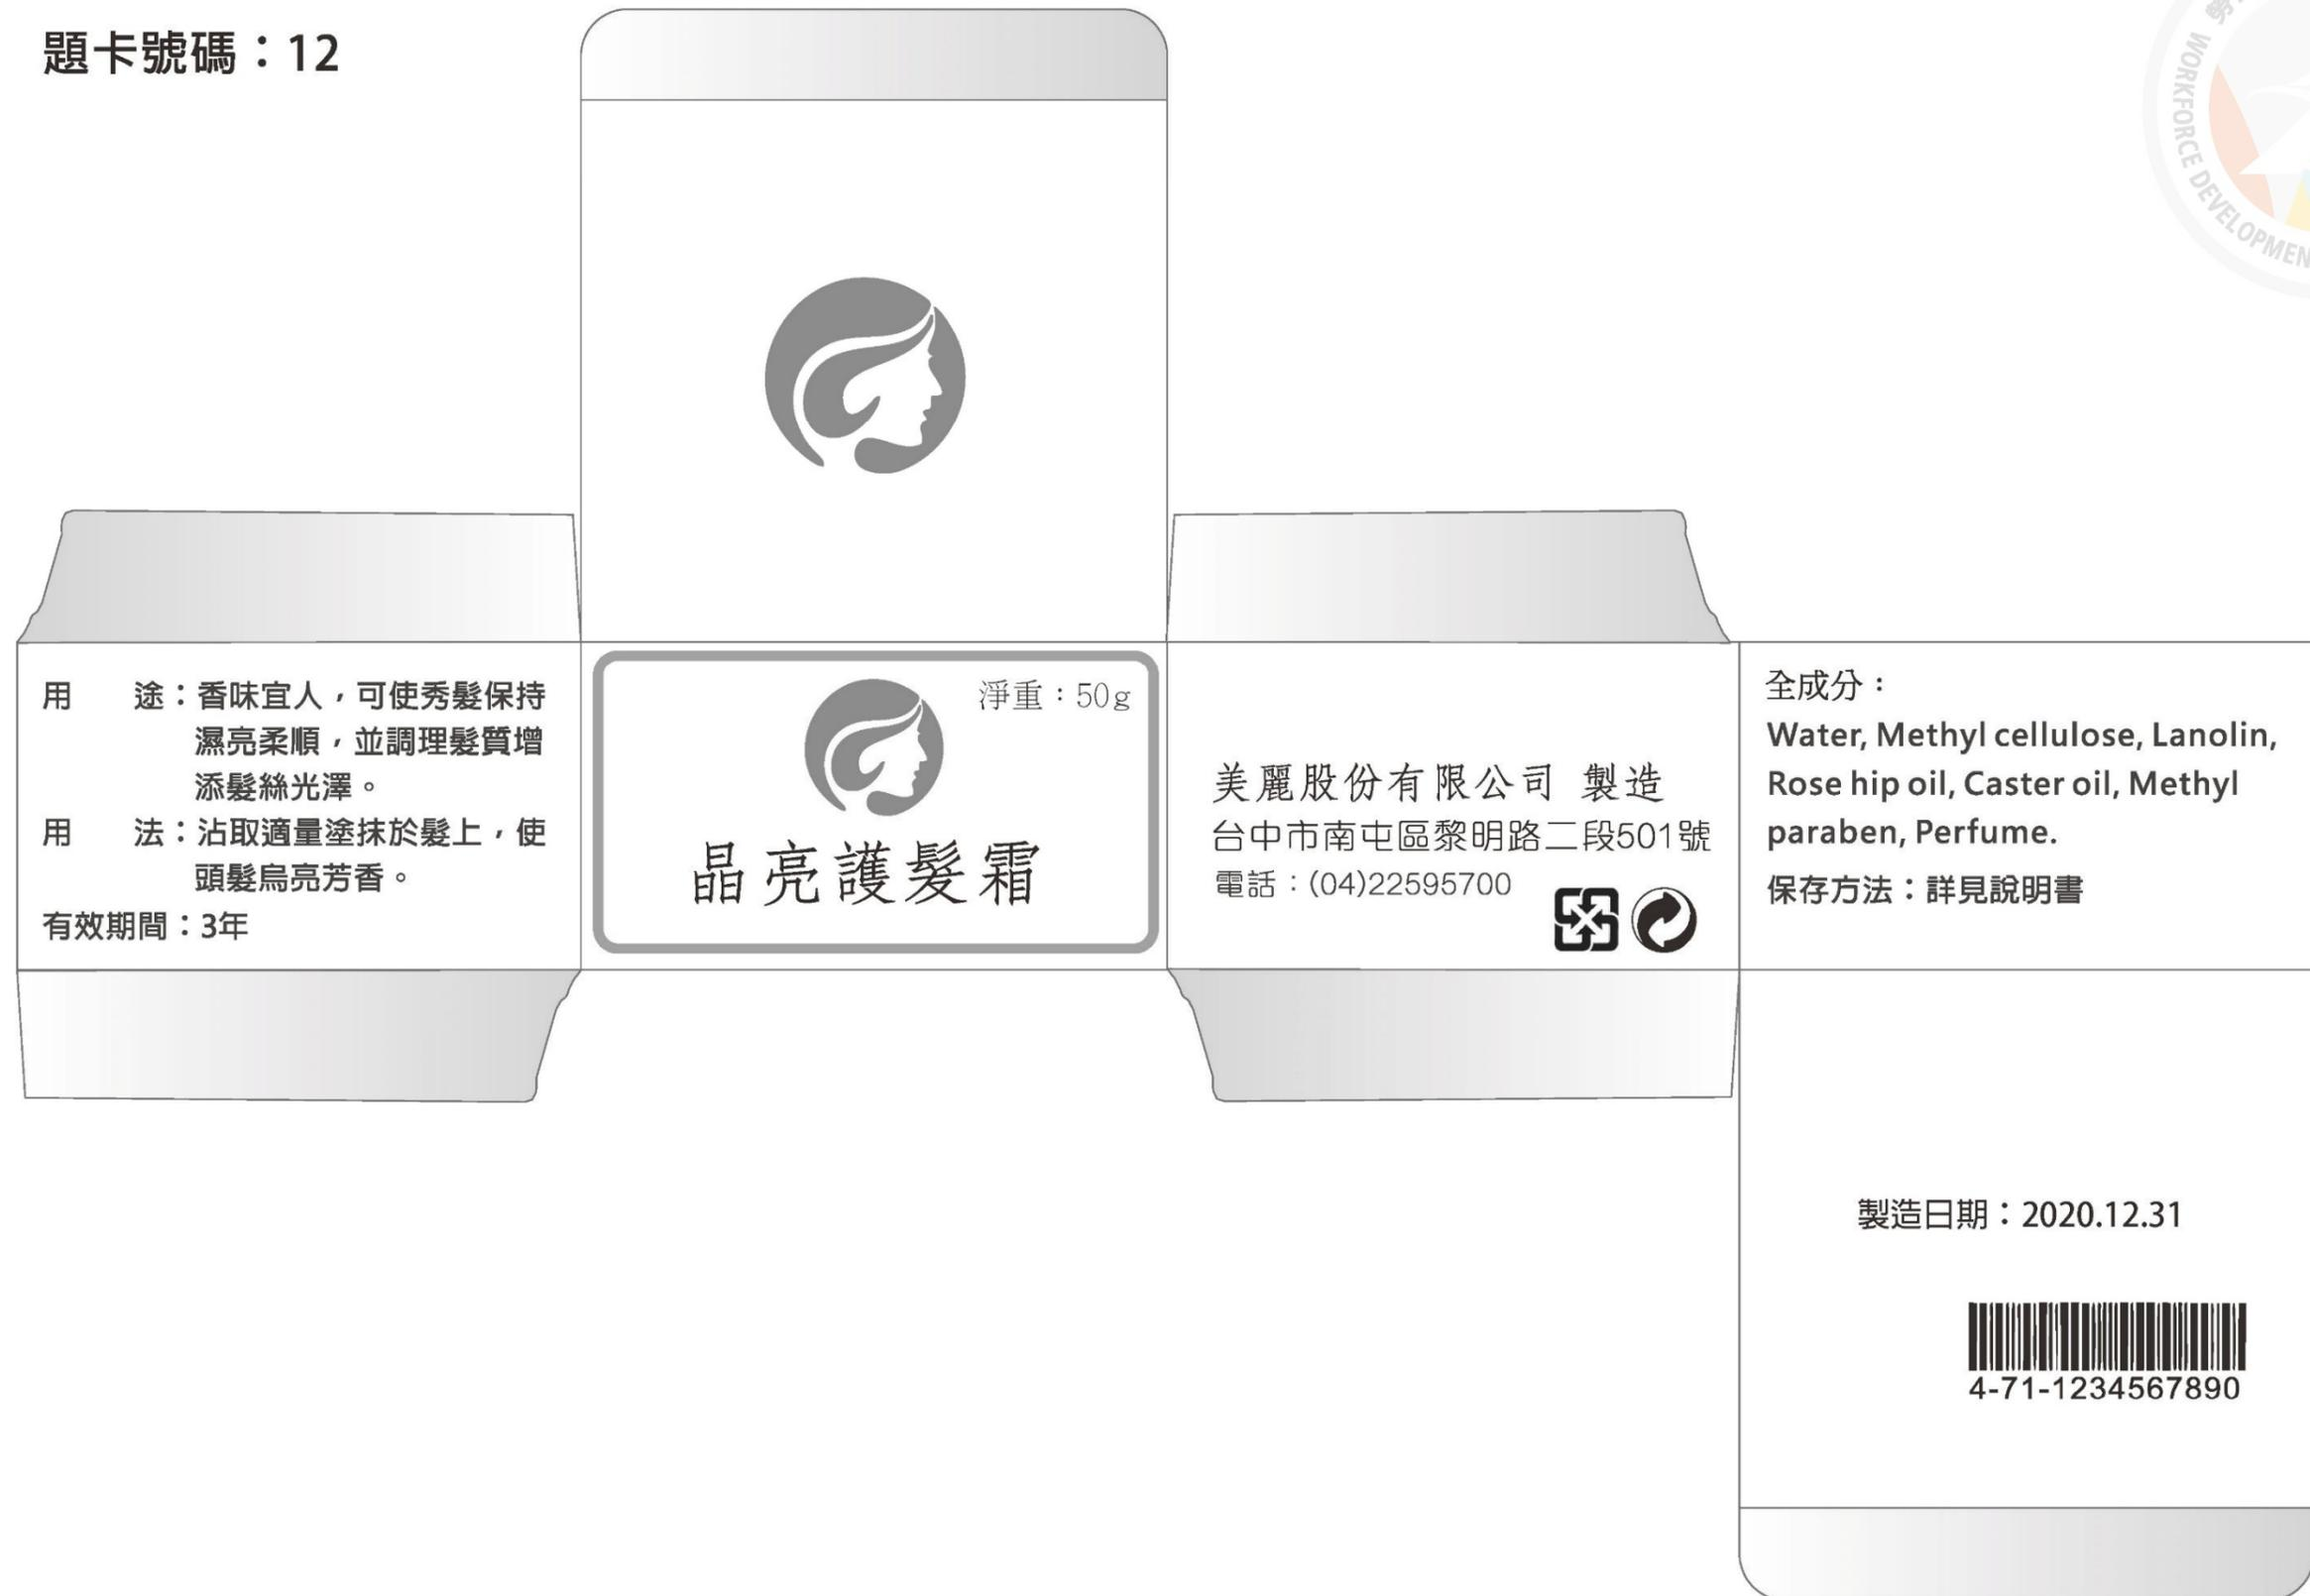 題卡號碼：12
WORKFORCE DEVELOPMEN
用　　途：香味宜人，可使秀髮保持
濕亮柔順，並調理髮質增
添髮絲光澤。
用　　法：沾取適量塗抹於髮上，使
頭髮烏亮芳香。
有效期間：3年
淨重：50g
晶亮護髮霜
美麗股份有限公司 製造
台中市南屯區黎明路二段501號
電話：(04)22595700
全成分：
Water, Methyl cellulose, Lanolin,
Rose hip oil, Caster oil, Methyl
paraben, Perfume.
保存方法：詳見說明書
製造日期：2020.12.31
4-71-1234567890